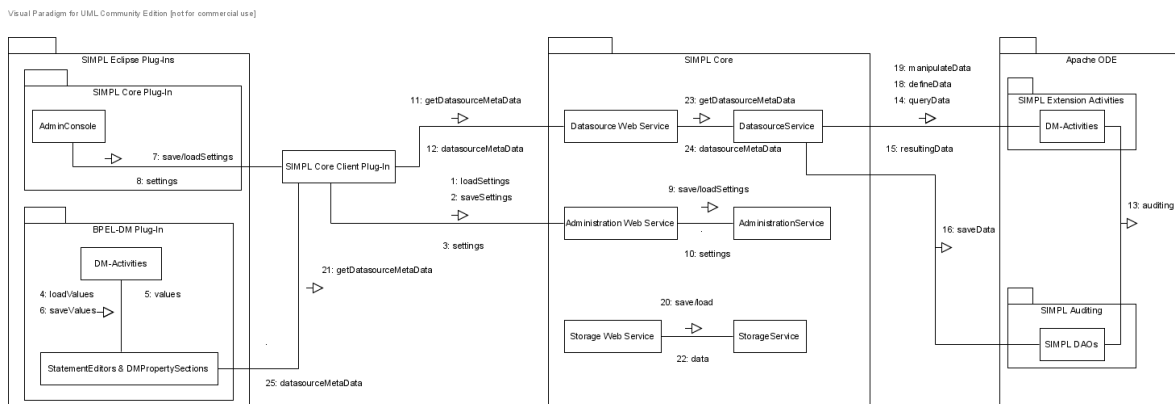 Visual Paradigm for UML Community Edition [not for commercial use]
SIMPL Eclipse Plug-Ins
SIMPL Core Plug-In
AdminConsole
7: save/loadSettings
8: settings
BPEL-DM Plug-In
DM-Activities
4: loadValues
5: values
6: saveValues
StatementEditors & DMPropertySections
SIMPL Core Client Plug-In
11: getDatasourceMetaData
12: datasourceMetaData
1: loadSettings
2: saveSettings
3: settings
21: getDatasourceMetaData
25: datasourceMetaData
SIMPL Core
Datasource Web Service
23: getDatasourceMetaData
DatasourceService
24: datasourceMetaData
9: save/loadSettings
Administration Web Service
AdministrationService
10: settings
20: save/load
Storage Web Service
StorageService
22: data
19: manipulateData
18: defineData
14: queryData
15: resultingData
16: saveData
Apache ODE
SIMPL Extension Activities
DM-Activities
13: auditing
SIMPL Auditing
SIMPL DAOs